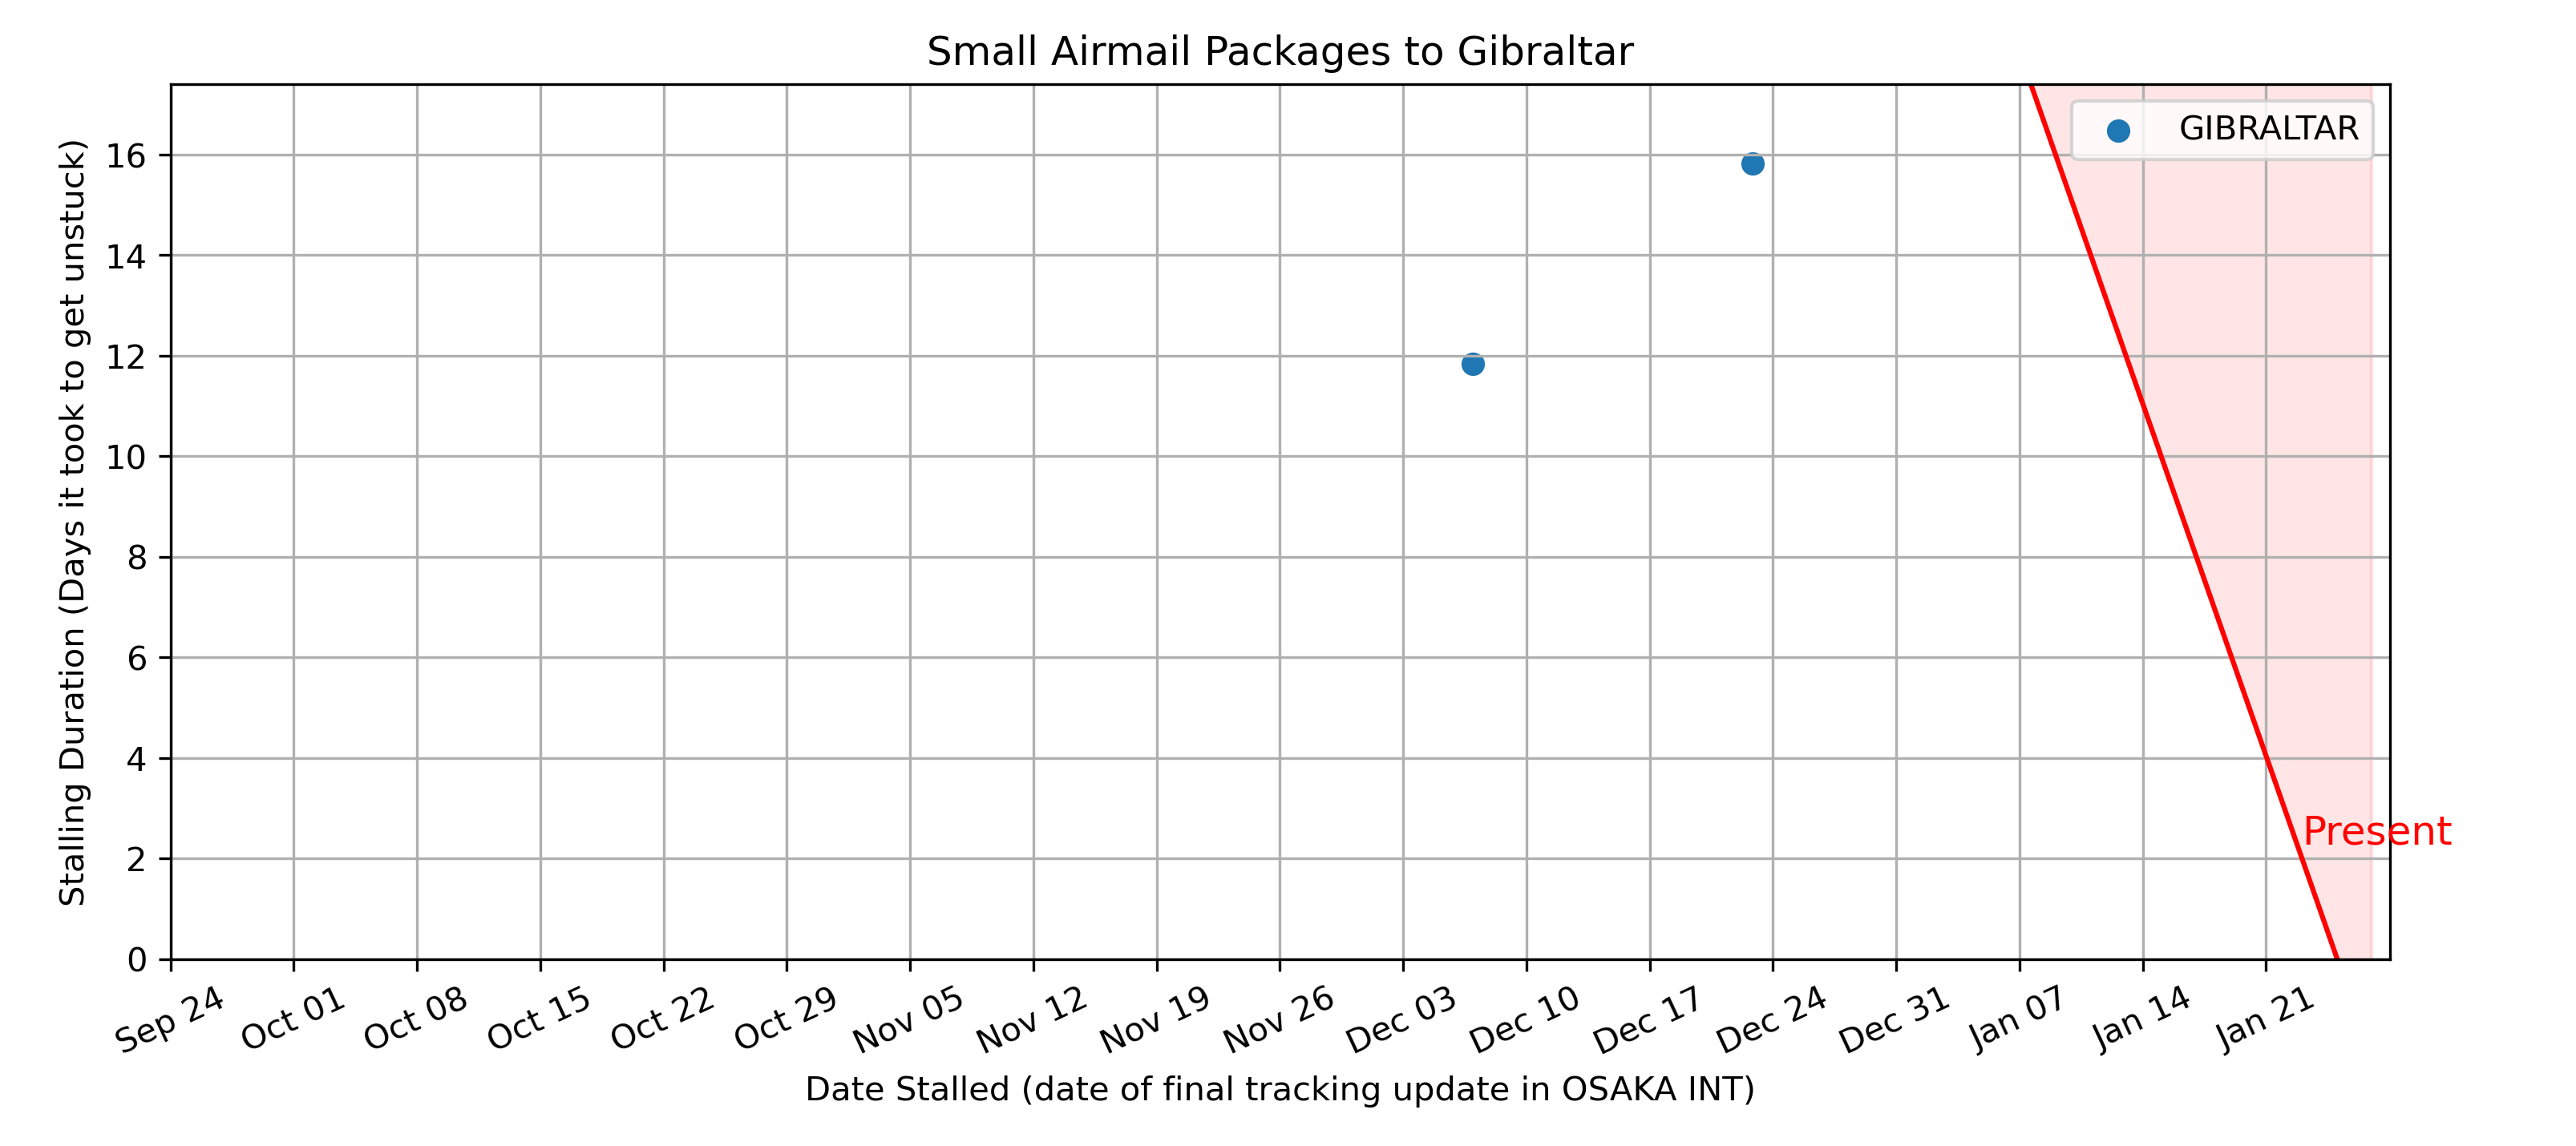 Small Airmail Packages to Gibraltar
GIBRALTAR
Stalling Duration (Days it took to get unstuck)
16
14
12
10
8
6
4
2
0
Present
Sep 24 Oct 01 Oct 08 Oct 15 Oct 22 Oct 29 Nov 05 Nov 12 Nov 19 Nov 26 Dec 03 Dec 10 Dec 17 Dec 24 Dec 31 Jan 07 Jan 14 Jan 21
Date Stalled (date of final tracking update in OSAKA INT)